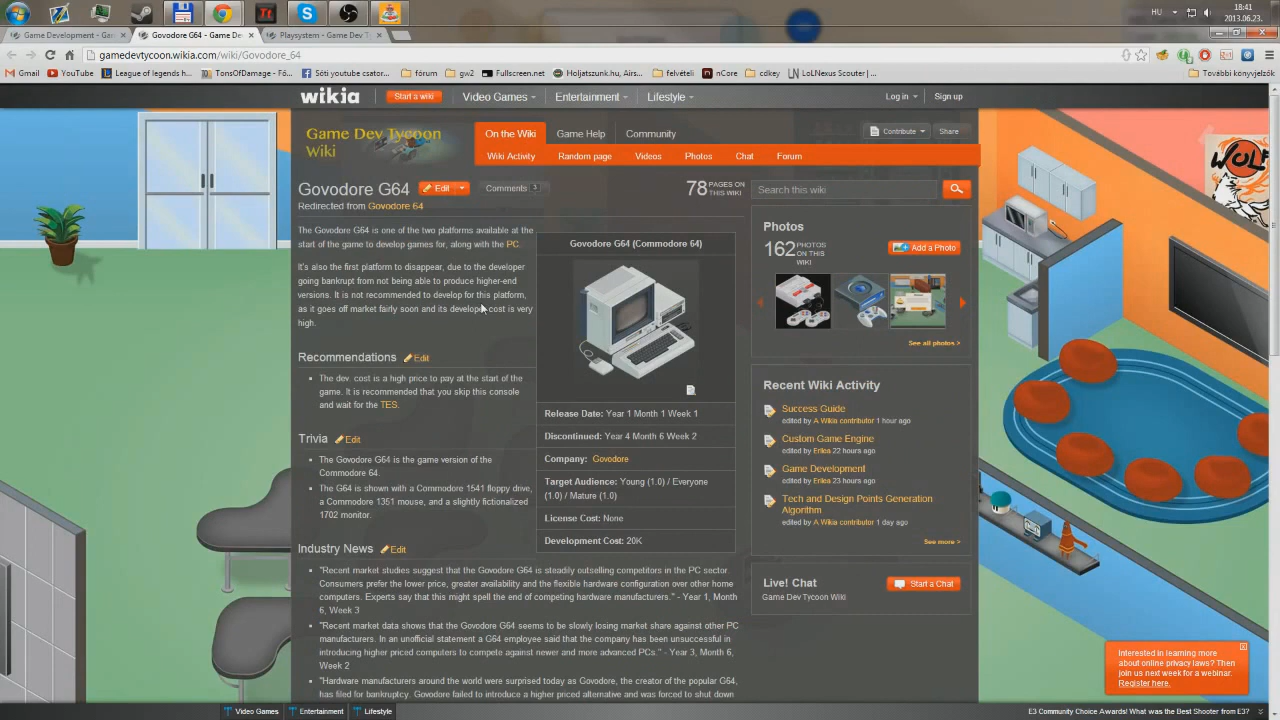 HU
18:41
2013.06.23.
Game Development - Gam
Govodore G64 - Game De
Playsystem - Game Dev T
gamedevtycoon.wikia.com/wiki/Govodore_64
Gmail YouTube League of legends h... TonsOfDamage - Fó... Sóti youtube csator... fórum gw2 Fullscreen.net Holjatszunk.hu, Airs... felvételi nCore cdkey LoLNexus Scouter | ... További könyvjelzők
wikia Start a wiki Video Games Entertainment Lifestyle Log in Sign up
Game Dev Tycoon
Wiki
On the Wiki Game Help Community Contribute Share
Wiki Activity Random page Videos Photos Chat Forum
Govodore G64 Edit Comments 3
78 PAGES ON
THIS WIKI
Search this wiki
Redirected from Govodore 64
The Govodore G64 is one of the two platforms available at the
start of the game to develop games for, along with the PC.
It's also the first platform to disappear, due to the developer
going bankrupt from not being able to produce higher-end
versions. It is not recommended to develop for this platform,
as it goes off market fairly soon and its develope cost is very
high.
Recommendations Edit
The dev. cost is a high price to pay at the start of the
game. It is recommended that you skip this console
and wait for the TES.
Trivia Edit
The Govodore G64 is the game version of the
Commodore 64.
The G64 is shown with a Commodore 1541 floppy drive,
a Commodore 1351 mouse, and a slightly fictionalized
1702 monitor.
Govodore G64 (Commodore 64)
Release Date: Year 1 Month 1 Week 1
Discontinued: Year 4 Month 6 Week 2
Company: Govodore
Target Audience: Young (1.0) / Everyone
(1.0) / Mature (1.0)
License Cost: None
Development Cost: 20K
Industry News Edit
"Recent market studies suggest that the Govodore G64 is steadily outselling competitors in the PC sector.
Consumers prefer the lower price, greater availability and the flexible hardware configuration over other home
computers. Experts say that this might spell the end of competing hardware manufacturers." - Year 1, Month
6, Week 3
"Recent market data shows that the Govodore G64 seems to be slowly losing market share against other PC
manufacturers. In an unofficial statement a G64 employee said that the company has been unsuccessful in
introducing higher priced computers to compete against newer and more advanced PCs." - Year 3, Month 6,
Week 2
"Hardware manufacturers around the world were surprised today as Govodore, the creator of the popular G64,
has filed for bankruptcy. Govodore failed to introduce a higher priced alternative and was forced to shut down
Photos
162 PHOTOS
ON THIS
WIKI
Add a Photo
See all photos >
Recent Wiki Activity
Success Guide
edited by A Wikia contributor 1 hour ago
Custom Game Engine
edited by Erilea 22 hours ago
Game Development
edited by Erilea 23 hours ago
Tech and Design Points Generation
Algorithm
edited by A Wikia contributor 1 day ago
See more >
Live! Chat
Game Dev Tycoon Wiki
Start a Chat
WOLF
Interested in learning more
about online privacy laws? Then
join us next week for a webinar.
Register here.
Video Games Entertainment Lifestyle
E3 Community Choice Awards! What was the Best Shooter from E3?